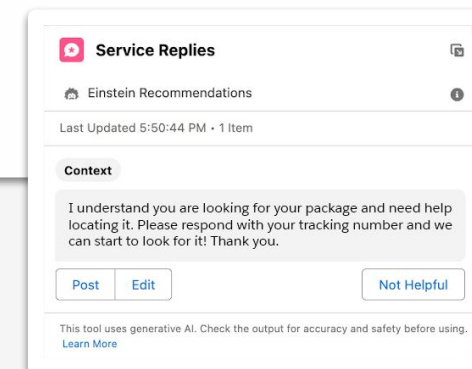 Service Replies
Einstein Recommendations
Last Updated 5:50:44 PM • 1 Item
Context
I understand you are looking for your package and need help
locating it. Please respond with your tracking number and we
can start to look for it! Thank you.
Post Edit Not Helpful
This tool uses generative AI. Check the output for accuracy and safety before using.
Learn More